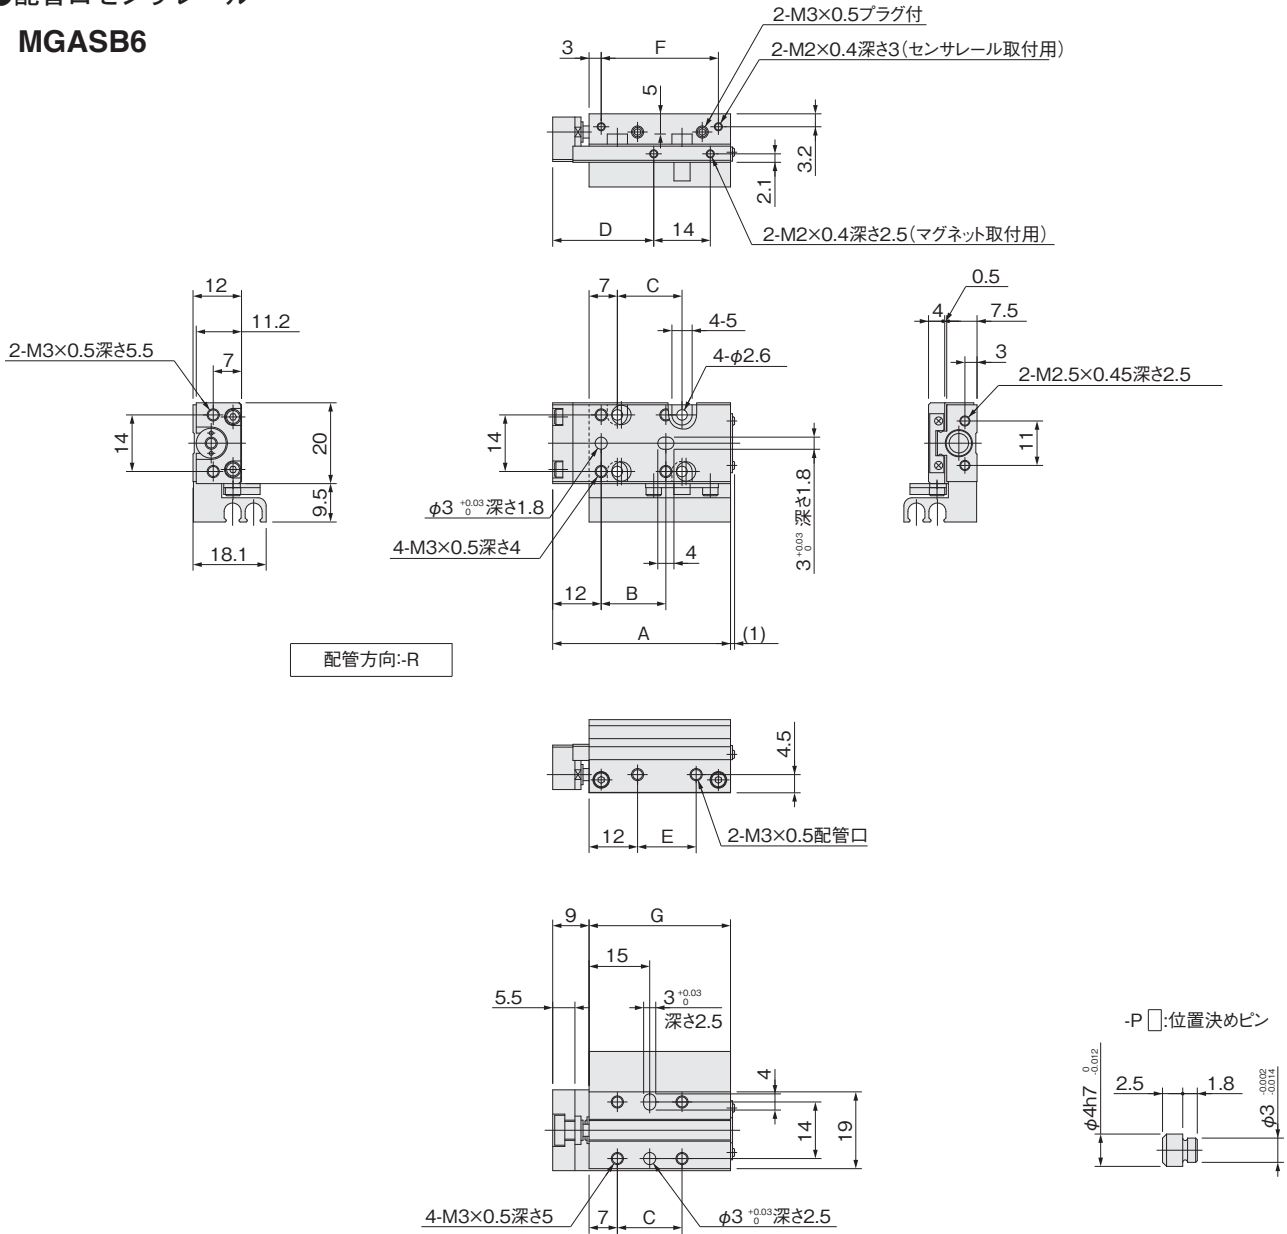 ●配管口センサレール
MGASB6
2-M3×0.5プラグ付
3
F
2-M2×0.4深さ3(センサレール取付用)
5
3.2
2.1
D
14
2-M2×0.4深さ2.5(マグネット取付用)
12
11.2
2-M3×0.5深さ5.5
7
14
20
9.5
18.1
7
C
4-5
4-φ2.6
14
φ3 +0.03 0 深さ1.8
4-M3×0.5深さ4
4
3 +0.03 0 深さ1.8
12
B
A
(1)
0.5
4
7.5
3
2-M2.5×0.45深さ2.5
11
配管方向:-R
4.5
12
E
2-M3×0.5配管口
9
G
15
5.5
3 +0.03 0
深さ2.5
4
14
19
4-M3×0.5深さ5
7
C
φ3 +0.03 0 深さ2.5
-P □:位置決めピン
φ4h7 0 -0.012
2.5
1.8
φ3 -0.002 -0.014